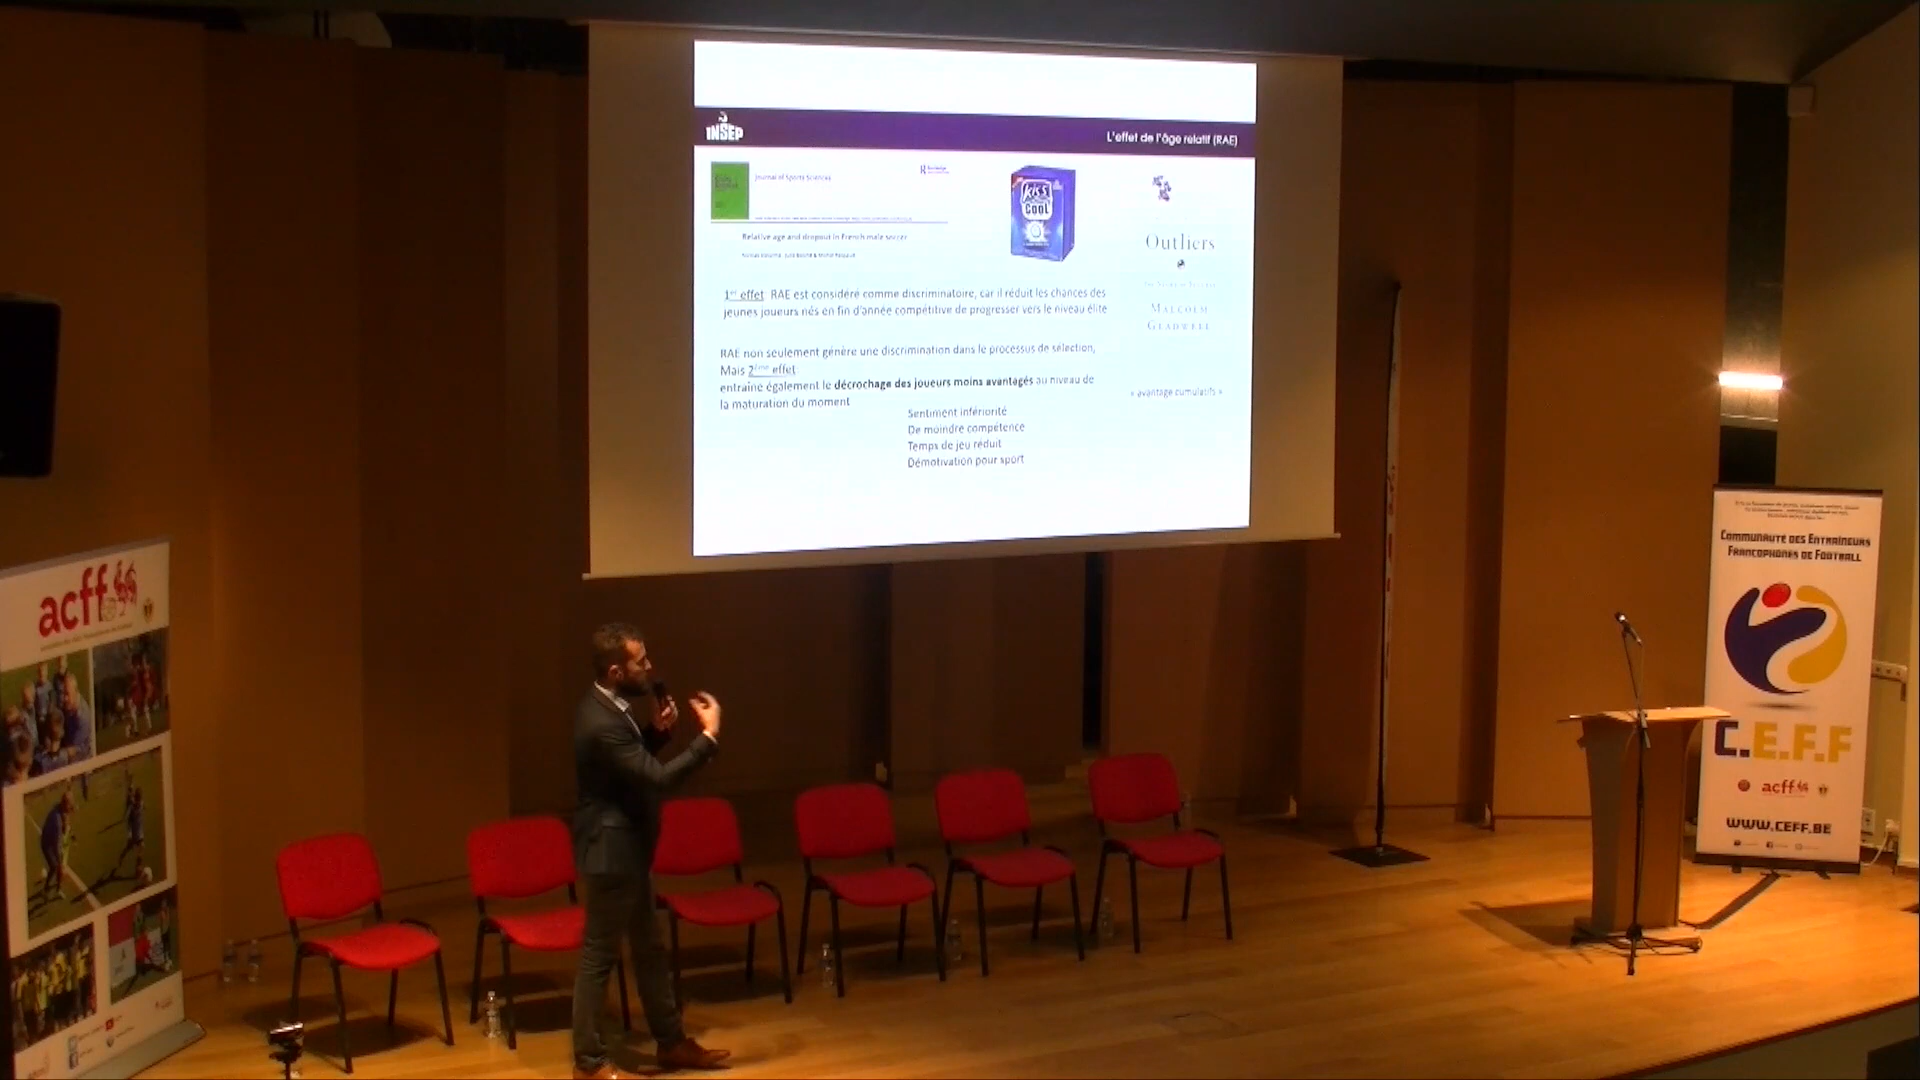 INSEP
L'effet de l'âge relatif (RAE)
Journal of Sports Sciences
Relative age and dropout in French male soccer
KISS
COOL
Outliers
MALCOLM
GLADWELL
1er effet RAE est considéré comme discriminatoire, car il réduit les chances des
jeunes joueurs nés en fin d'année compétitive de progresser vers le niveau élite
RAE non seulement génère une discrimination dans le processus de sélection,
Mais 2ème effet
entraîne également le décrochage des joueurs moins avantagés au niveau de
la maturation du moment
« avantage cumulatifs »
Sentiment infériorité
De moindre compétence
Temps de jeu réduit
Démotivation pour sport
acff
COMMUNAUTÉ DES ENTRAÎNEURS
FRANCOPHONES DE FOOTBALL
C.E.F.F
acff
WWW.CEFF.BE